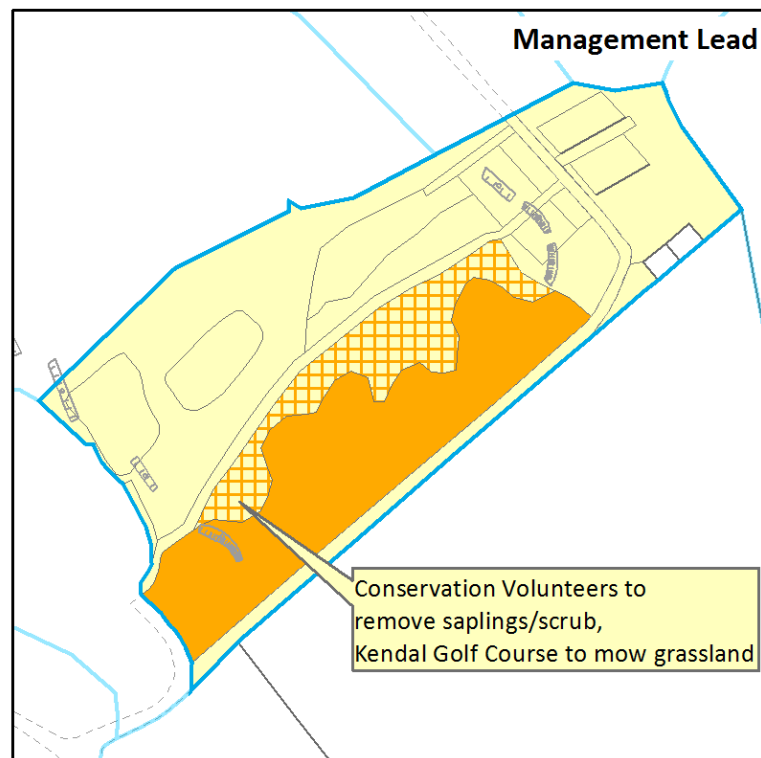 Management Lead
Conservation Volunteers to
remove saplings/scrub,
Kendal Golf Course to mow grassland